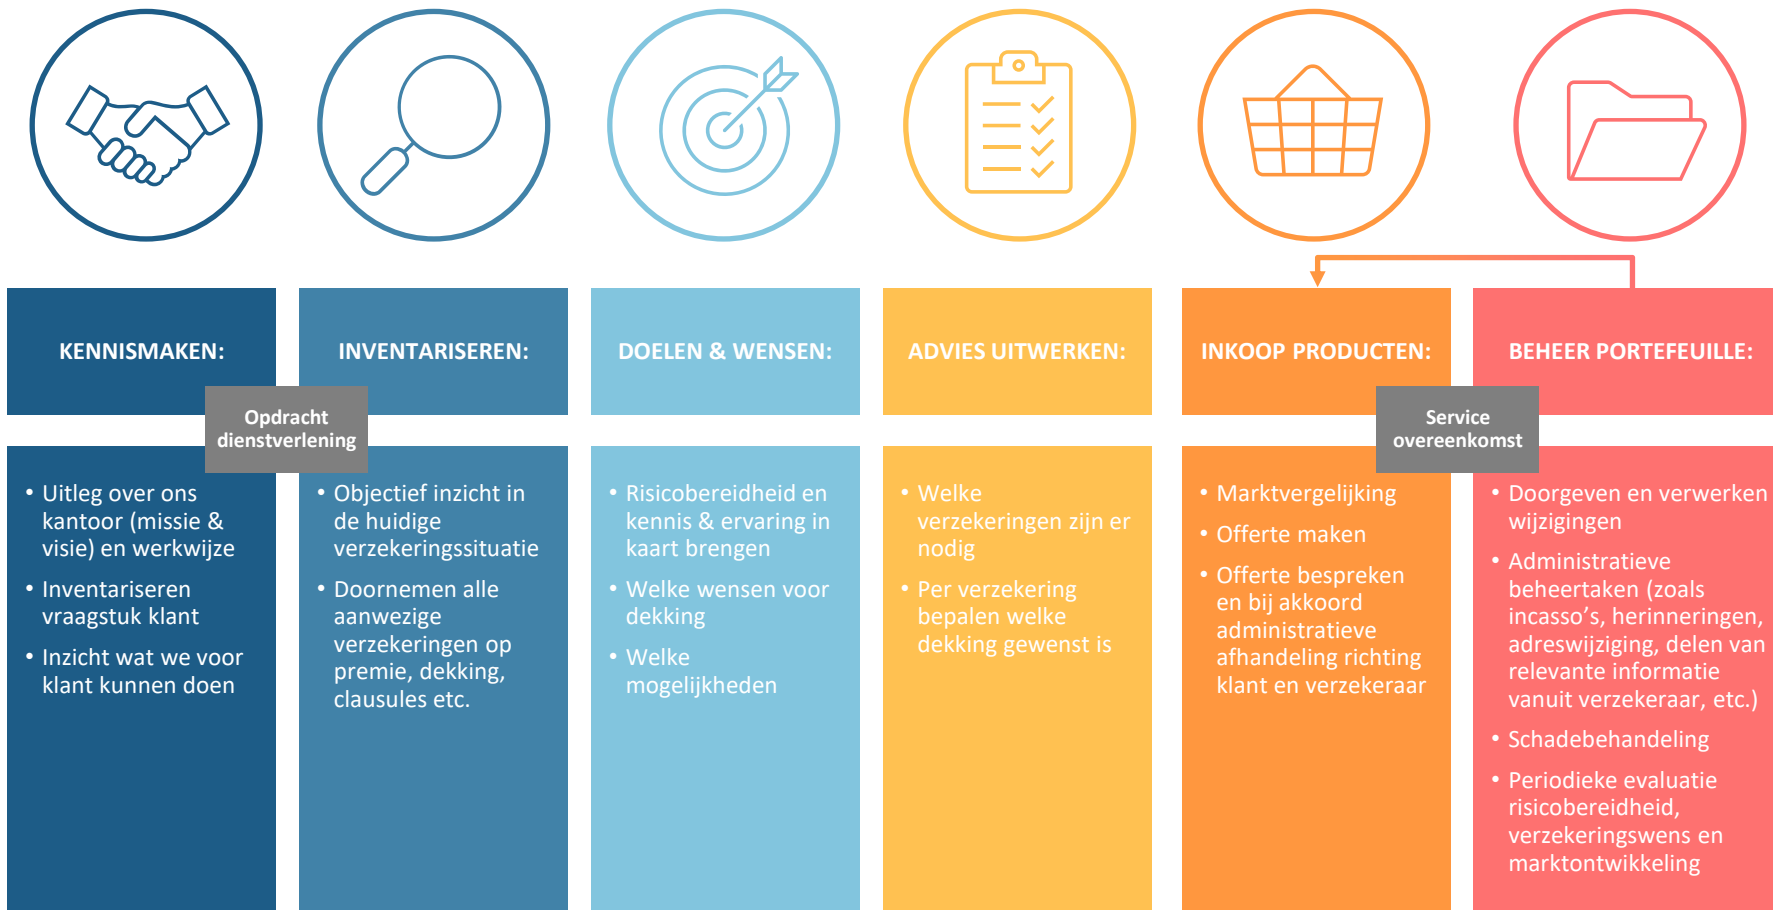 KENNISMAKEN:
INVENTARISEREN:
DOELEN & WENSEN:
ADVIES UITWERKEN:
INKOOP PRODUCTEN:
BEHEER PORTEFEUILLE:
Opdracht
dienstverlening
Service
overeenkomst
• Uitleg over ons
kantoor (missie &
visie) en werkwijze
• Inventariseren
vraagstuk klant
• Inzicht wat we voor
klant kunnen doen
• Objectief inzicht in
de huidige
verzekeringssituatie
• Doornemen alle
aanwezige
verzekeringen op
premie, dekking,
clausules etc.
• Risicobereidheid en
kennis & ervaring in
kaart brengen
• Welke wensen voor
dekking
• Welke
mogelijkheden
• Welke
verzekeringen zijn er
nodig
• Per verzekering
bepalen welke
dekking gewenst is
• Marktvergelijking
• Offerte maken
• Offerte bespreken
en bij akkoord
administratieve
afhandeling richting
klant en verzekeraar
• Doorgeven en verwerken
wijzigingen
• Administratieve
beheertaken (zoals
incasso’s, herinneringen,
adreswijziging, delen van
relevante informatie
vanuit verzekeraar, etc.)
• Schadebehandeling
• Periodieke evaluatie
risicobereidheid,
verzekeringswens en
marktontwikkeling